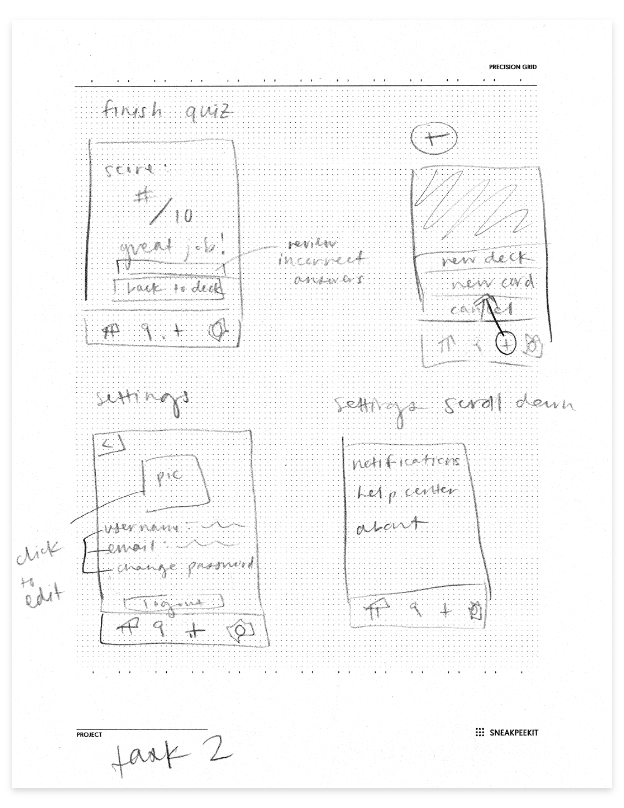 PRECISION GRID
finish quiz
score:
#
/10
great job!
back to deck
review
incorrect
answers
+
new deck
new card
cancel
settings
<
pic
username:
email:
change password
logout
click
to
edit
settings scroll down
notifications
help center
about
PROJECT
SNEAKPEEKIT
task 2